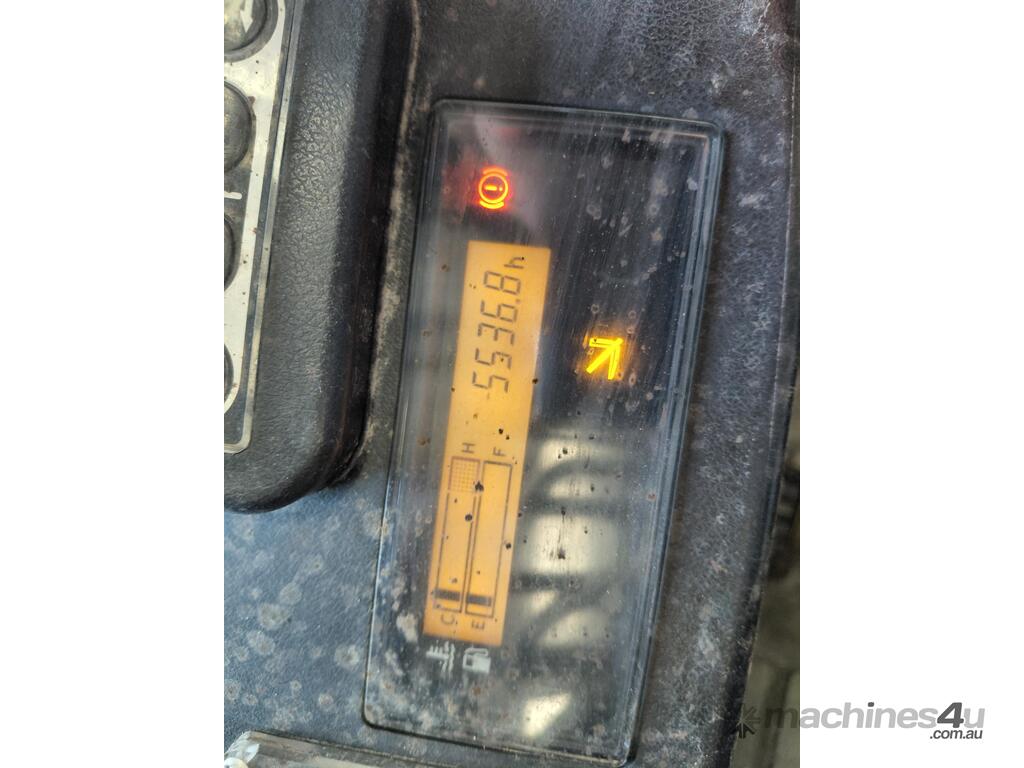 5536.8h
C H
E F
machines4u
.com.au